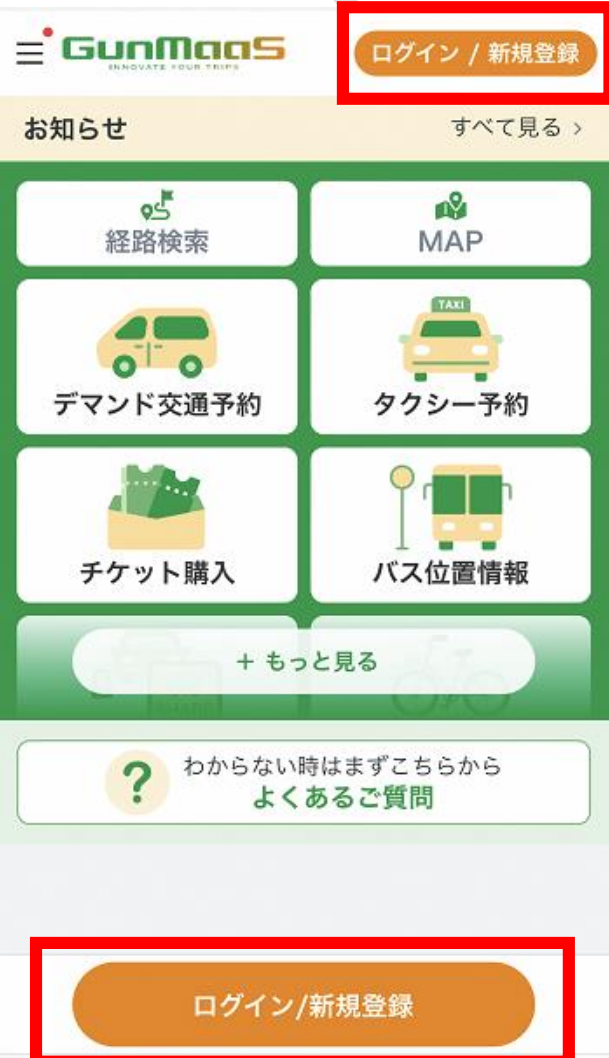 GunMaaS
INNOVATE YOUR TRIPS
ログイン / 新規登録
お知らせ
すべて見る >
経路検索
MAP
デマンド交通予約
TAXI
タクシー予約
チケット購入
バス位置情報
+ もっと見る
?
わからない時はまずこちらから
よくあるご質問
ログイン/新規登録